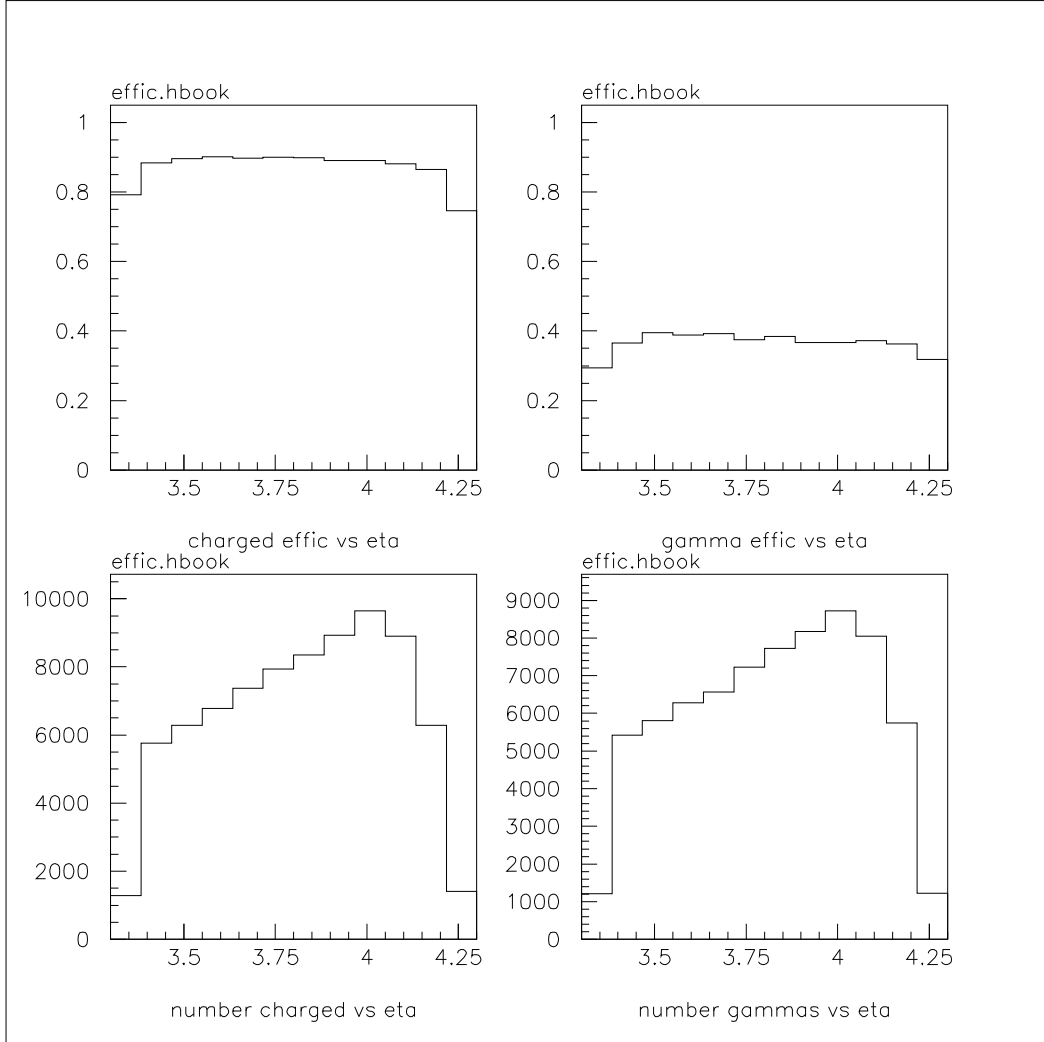 effic.hbook
1
0.8
0.6
0.4
0.2
0
3.5 3.75 4 4.25
charged effic vs eta
effic.hbook
1
0.8
0.6
0.4
0.2
0
3.5 3.75 4 4.25
gamma effic vs eta
effic.hbook
10000
8000
6000
4000
2000
0
3.5 3.75 4 4.25
number charged vs eta
effic.hbook
9000
8000
7000
6000
5000
4000
3000
2000
1000
0
3.5 3.75 4 4.25
number gammas vs eta